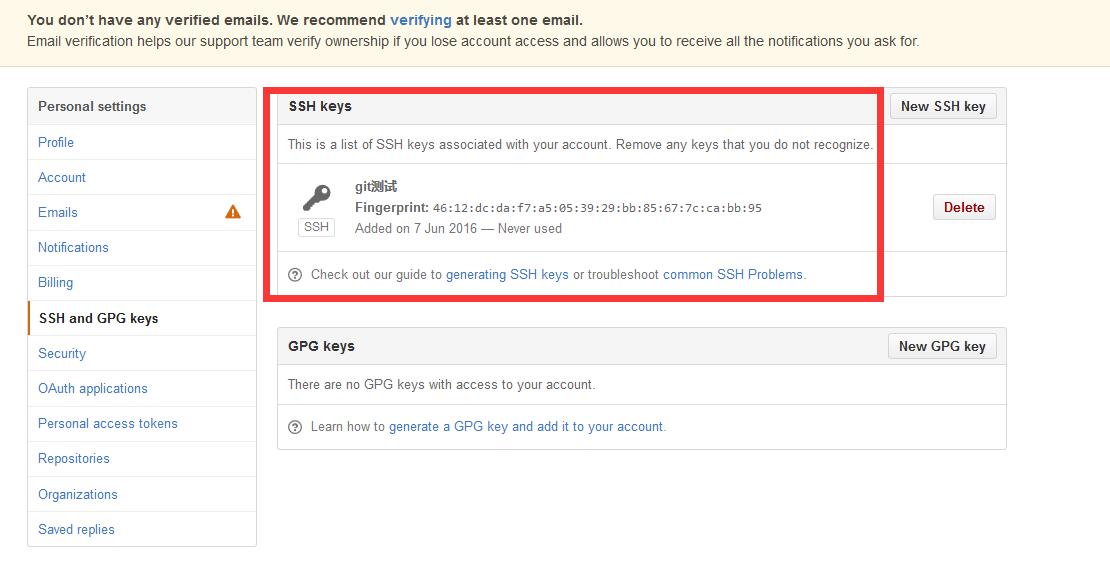 You don’t have any verified emails. We recommend verifying at least one email.
Email verification helps our support team verify ownership if you lose account access and allows you to receive all the notifications you ask for.
Personal settings
Profile
Account
Emails
Notifications
Billing
SSH and GPG keys
Security
OAuth applications
Personal access tokens
Repositories
Organizations
Saved replies
SSH keys
New SSH key
This is a list of SSH keys associated with your account. Remove any keys that you do not recognize.
git测试
Fingerprint: 46:12:dc:da:f7:a5:05:39:29:bb:85:67:7c:ca:bb:95
SSH
Added on 7 Jun 2016 — Never used
Delete
Check out our guide to generating SSH keys or troubleshoot common SSH Problems.
GPG keys
New GPG key
There are no GPG keys with access to your account.
Learn how to generate a GPG key and add it to your account.